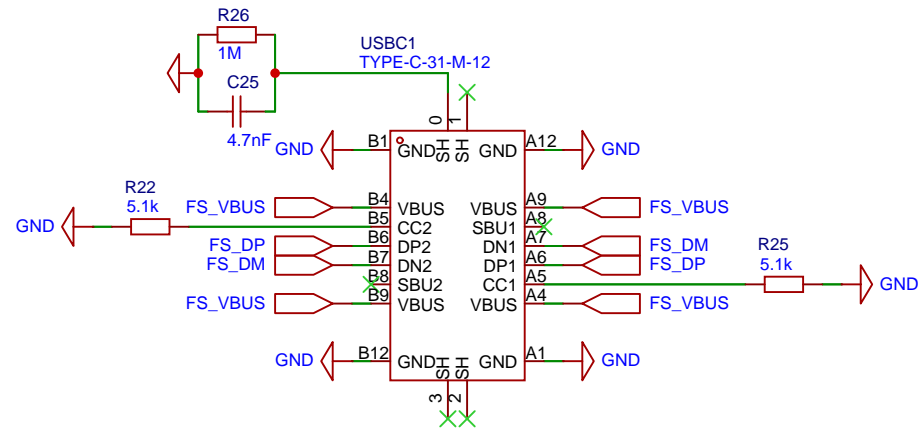 R26
1M
C25
4.7nF
USBC1
TYPE-C-31-M-12
0
1
SH
SH
GND
B1
GND
GND
A12
GND
R22
5.1k
GND
FS_VBUS
B4
VBUS
VBUS
A9
FS_VBUS
B5
CC2
SBU1
A8
FS_DP
B6
DP2
DN1
A7
FS_DM
FS_DM
B7
DN2
DP1
A6
FS_DP
R25
5.1k
GND
B8
SBU2
CC1
A5
FS_VBUS
B9
VBUS
VBUS
A4
FS_VBUS
GND
B12
GND
GND
A1
GND
SH
SH
3
2